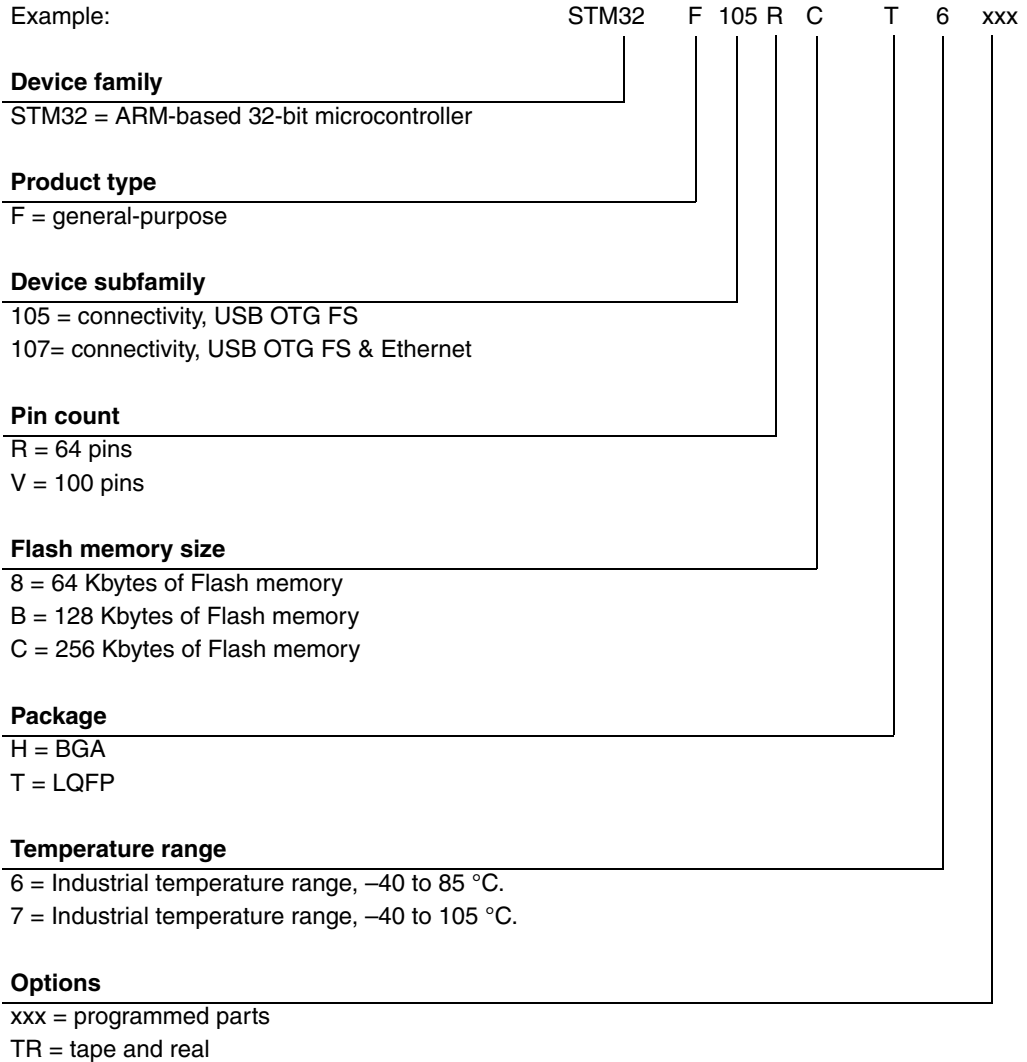 Example: STM32 F 105 R C T 6 xxx
Device family
STM32 = ARM-based 32-bit microcontroller
Product type
F = general-purpose
Device subfamily
105 = connectivity, USB OTG FS
107= connectivity, USB OTG FS & Ethernet
Pin count
R = 64 pins
V = 100 pins
Flash memory size
8 = 64 Kbytes of Flash memory
B = 128 Kbytes of Flash memory
C = 256 Kbytes of Flash memory
Package
H = BGA
T = LQFP
Temperature range
6 = Industrial temperature range, –40 to 85 °C.
7 = Industrial temperature range, –40 to 105 °C.
Options
xxx = programmed parts
TR = tape and real